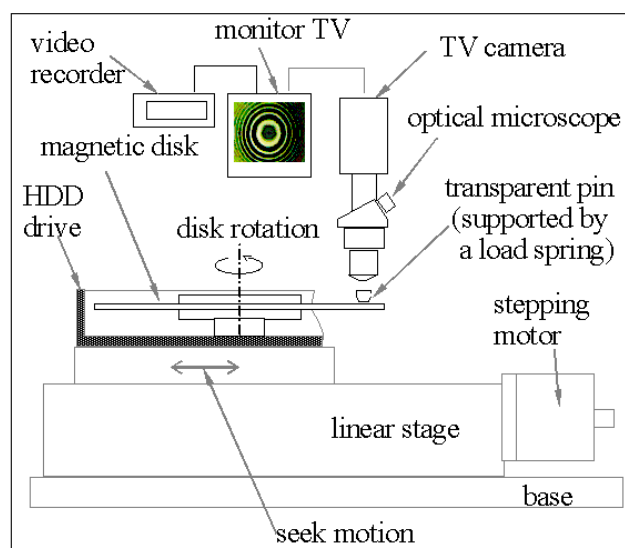 monitor TV
video
recorder
TV camera
optical microscope
magnetic disk
HDD
drive
transparent pin
(supported by
a load spring)
disk rotation
stepping
motor
linear stage
base
seek motion